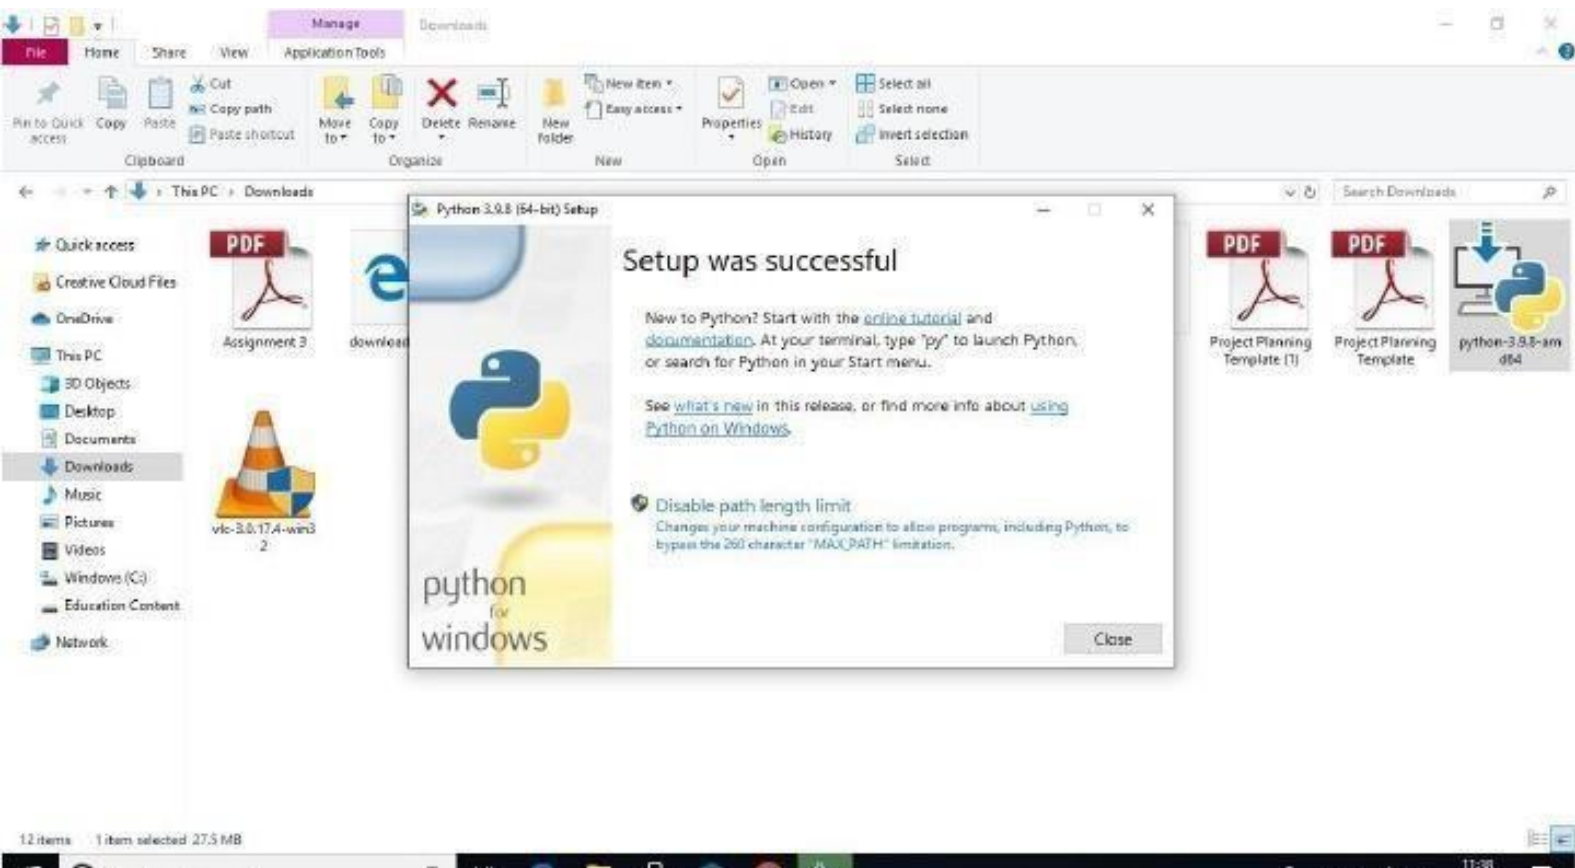 Manage
Downloads
File
Home
Share
View
Application Tools
Pin to Quick access
Copy
Paste
Cut
Copy path
Paste shortcut
Move to
Copy to
Delete
Rename
New folder
New item
Easy access
Properties
Open
Edit
History
Select all
Select none
Invert selection
Clipboard
Organize
New
Open
Select
This PC
Downloads
Search Downloads
Quick access
Creative Cloud Files
OneDrive
This PC
3D Objects
Desktop
Documents
Downloads
Music
Pictures
Videos
Windows (C:)
Education Content
Network
PDF
Assignment 3
download
vlc-3.0.17.4-win3
2
Python 3.9.8 (64-bit) Setup
Setup was successful
New to Python? Start with the online tutorial and
documentation. At your terminal, type "py" to launch Python,
or search for Python in your Start menu.
See what's new in this release, or find more info about using
Python on Windows.
Disable path length limit
Changes your machine configuration to allow programs, including Python, to
bypass the 260 character "MAX_PATH" limitation.
python
for
windows
Close
PDF
Project Planning
Template (1)
PDF
Project Planning
Template
python-3.9.8-am
d64
12 items
1 item selected 27.5 MB
11:38